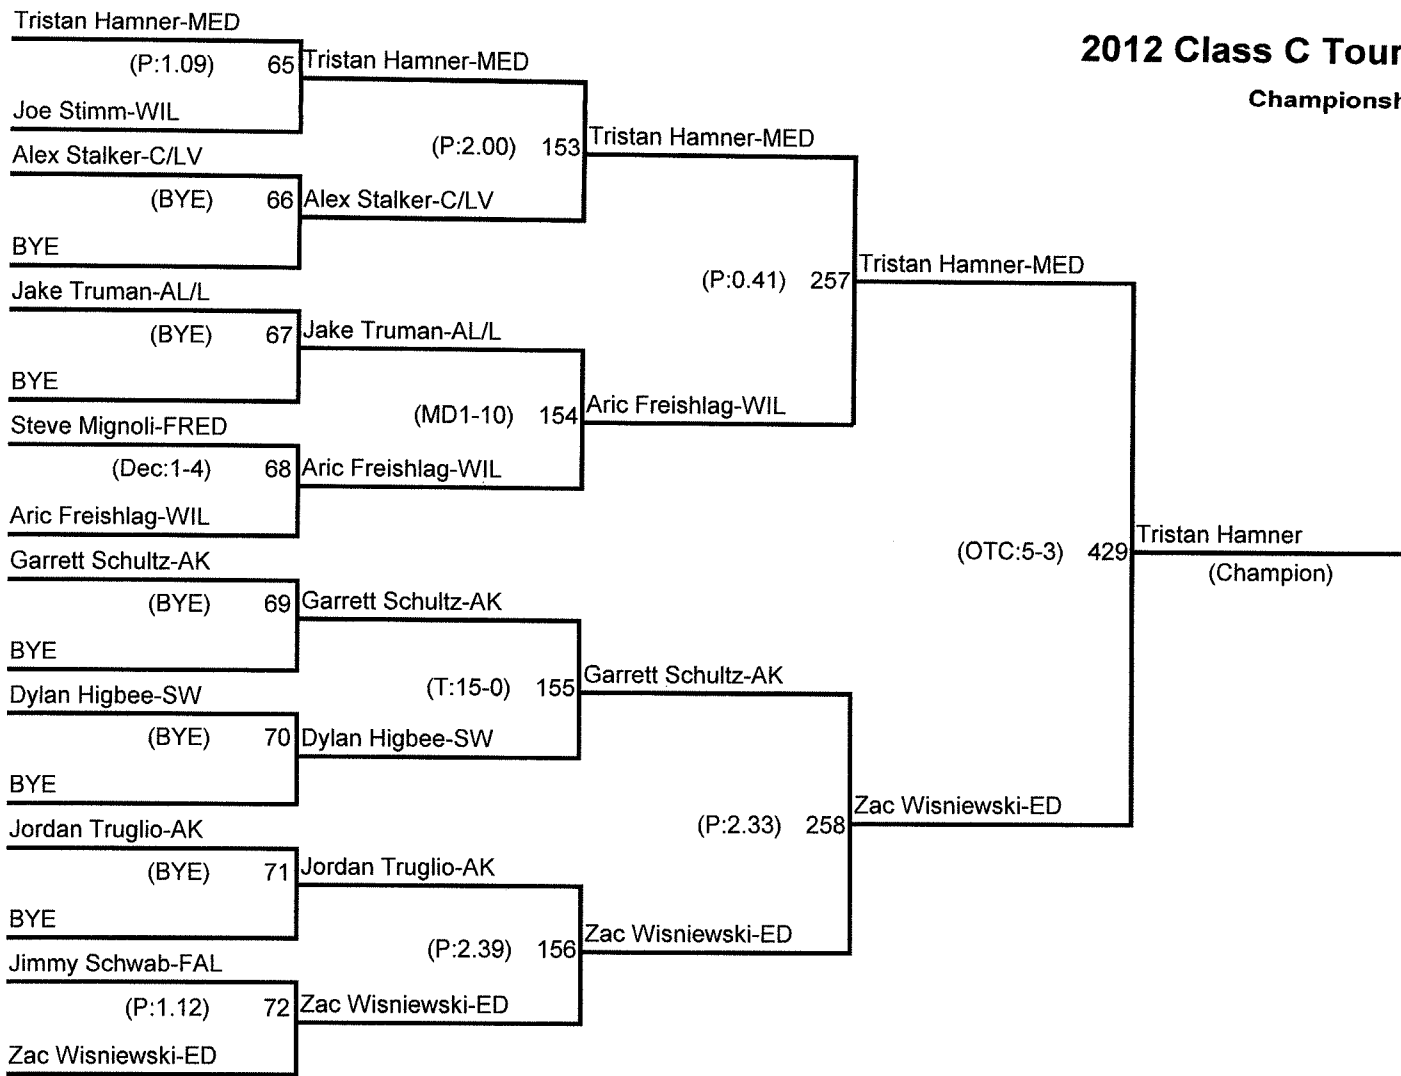 2012 Class C Tour
Championsh
Tristan Hamner-MED
(P:1.09) 65
Joe Stimm-WIL
Alex Stalker-C/LV
(BYE) 66
BYE
Jake Truman-AL/L
(BYE) 67
BYE
Steve Mignoli-FRED
(Dec:1-4) 68
Aric Freishlag-WIL
Garrett Schultz-AK
(BYE) 69
BYE
Dylan Higbee-SW
(BYE) 70
BYE
Jordan Truglio-AK
(BYE) 71
BYE
Jimmy Schwab-FAL
(P:1.12) 72
Zac Wisniewski-ED
Tristan Hamner-MED
(P:2.00) 153
Alex Stalker-C/LV
Jake Truman-AL/L
(MD1-10) 154
Aric Freishlag-WIL
Garrett Schultz-AK
(T:15-0) 155
Dylan Higbee-SW
Jordan Truglio-AK
(P:2.39) 156
Zac Wisniewski-ED
Tristan Hamner-MED
(P:0.41) 257
Aric Freishlag-WIL
Garrett Schultz-AK
(P:2.33) 258
Zac Wisniewski-ED
Tristan Hamner-MED
(OTC:5-3) 429
Zac Wisniewski-ED
Tristan Hamner
(Champion)